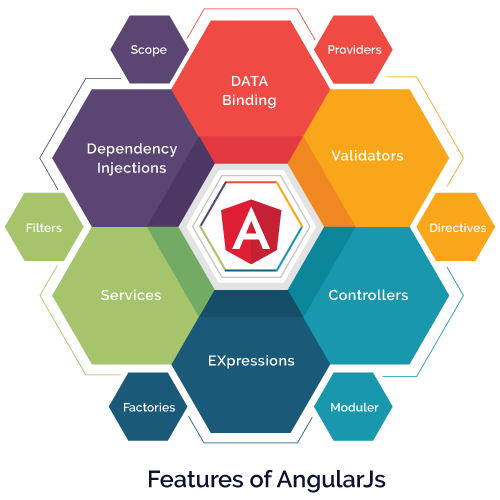 Scope
Providers
DATA
Binding
Dependency
Injections
Validators
Filters
Directives
A
Services
Controllers
EXpressions
Factories
Moduler
Features of AngularJs